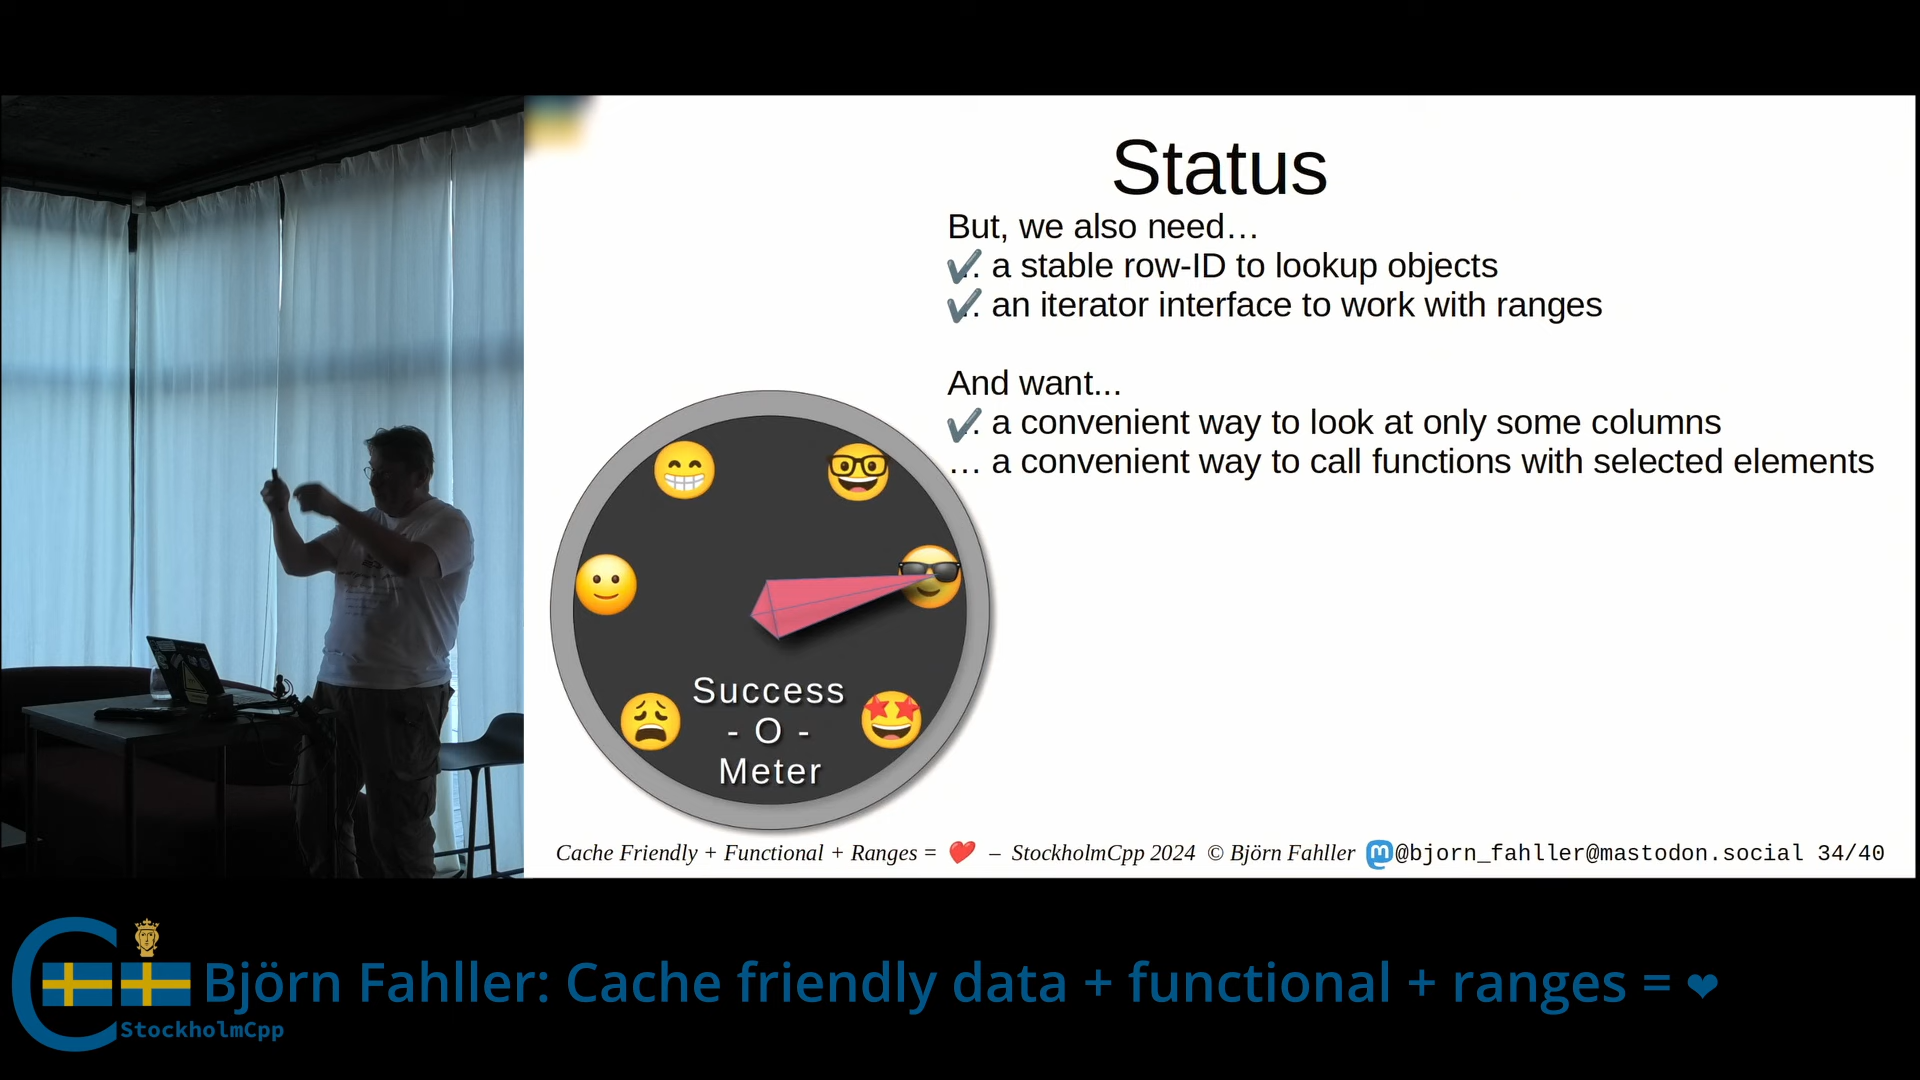 Status
But, we also need…
✔. a stable row-ID to lookup objects
✔. an iterator interface to work with ranges
And want...
✔. a convenient way to look at only some columns
… a convenient way to call functions with selected elements
Success
- O -
Meter
Cache Friendly + Functional + Ranges = ❤️ – StockholmCpp 2024 © Björn Fahller @bjorn_fahller@mastodon.social 34/40
Björn Fahller: Cache friendly data + functional + ranges = ❤
StockholmCpp